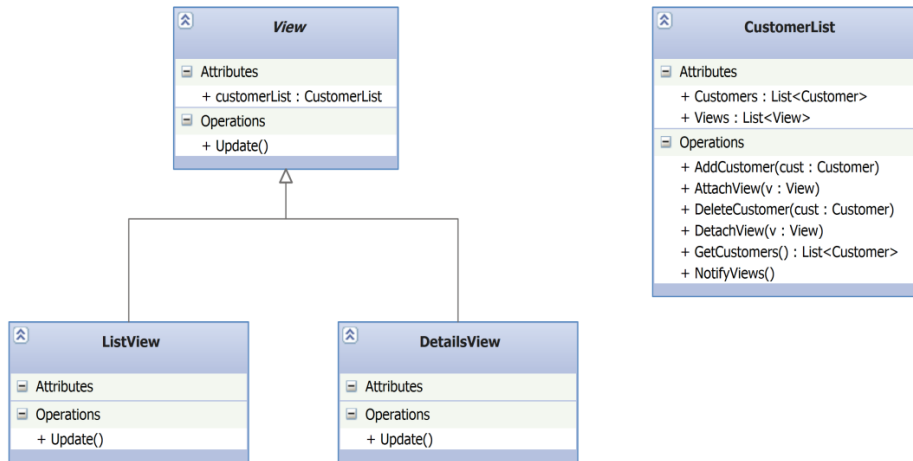 View
Attributes
+ customerList : CustomerList
Operations
+ Update()
CustomerList
Attributes
+ Customers : List<Customer>
+ Views : List<View>
Operations
+ AddCustomer(cust : Customer)
+ AttachView(v : View)
+ DeleteCustomer(cust : Customer)
+ DetachView(v : View)
+ GetCustomers() : List<Customer>
+ NotifyViews()
ListView
Attributes
Operations
+ Update()
DetailsView
Attributes
Operations
+ Update()